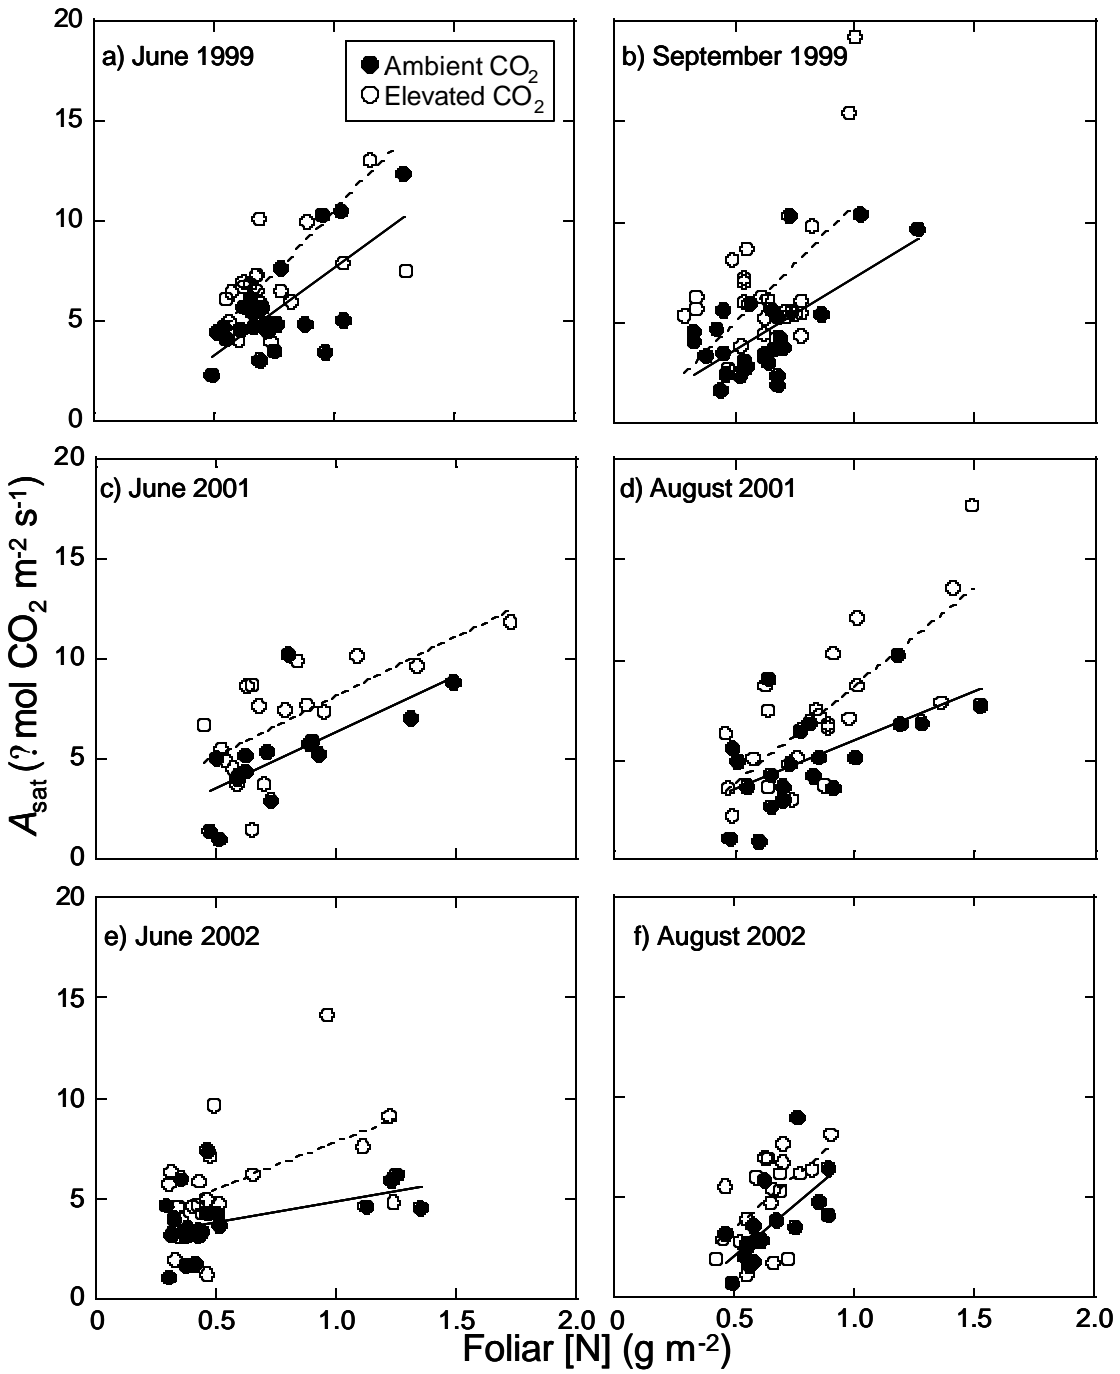 20
15
10
5
0
a) June 1999
Ambient CO2
Elevated CO2
b) September 1999
20
15
10
5
0
c) June 2001
d) August 2001
Asat (?mol CO2 m-2 s-1)
20
15
10
5
0
e) June 2002
f) August 2002
0 0.5 1.0 1.5 2.0
0 0.5 1.0 1.5 2.0
Foliar [N] (g m-2)